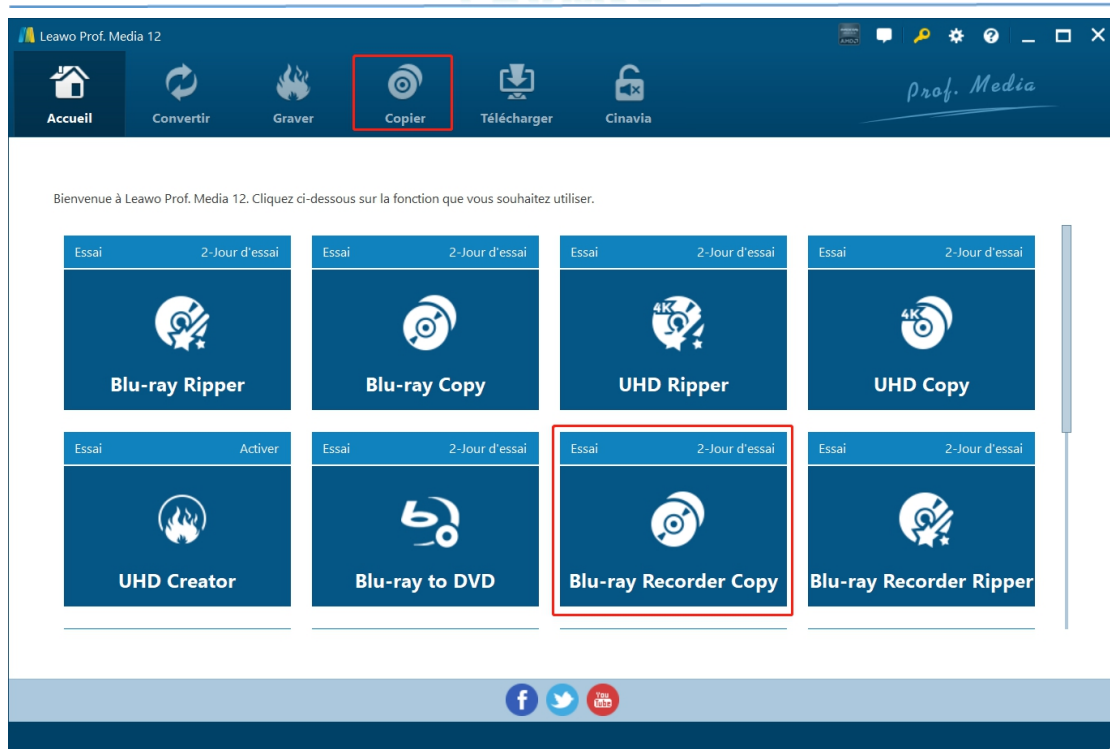 Leawo Prof. Media 12
Accueil Convertir Graver Copier Télécharger Cinavia
Prof. Media
Bienvenue à Leawo Prof. Media 12. Cliquez ci-dessous sur la fonction que vous souhaitez utiliser.
Essai 2-Jour d'essai Essai 2-Jour d'essai Essai 2-Jour d'essai Essai 2-Jour d'essai
4K 4K
Blu-ray Ripper Blu-ray Copy UHD Ripper UHD Copy
Essai Activer Essai 2-Jour d'essai Essai 2-Jour d'essai Essai 2-Jour d'essai
Blu-ray Recorder Copy Blu-ray Recorder Ripper
UHD Creator Blu-ray to DVD
You Tube